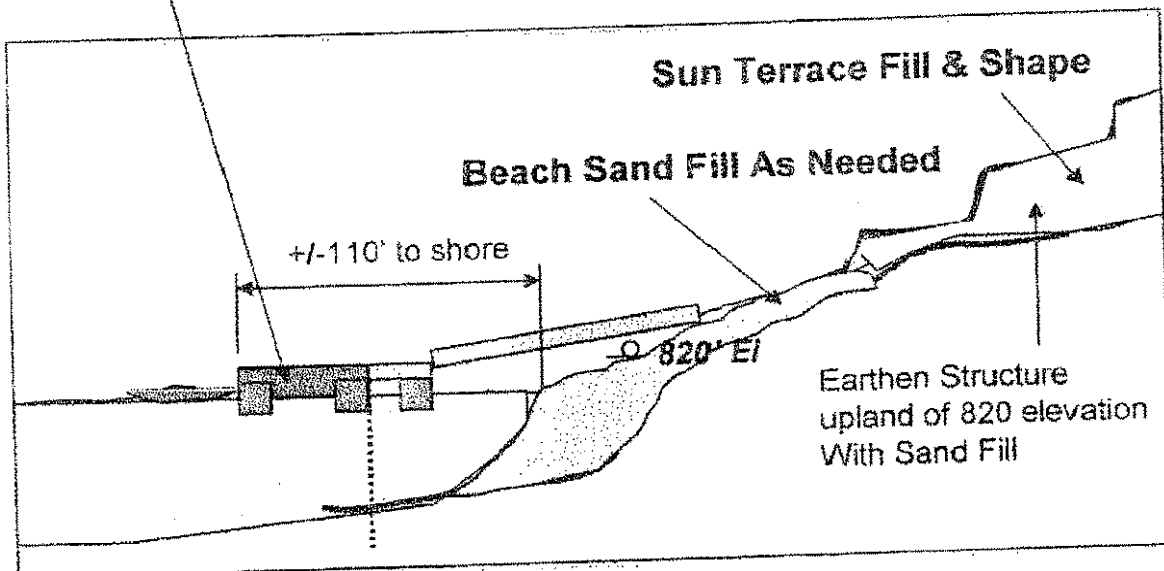 Sun Terrace Fill & Shape
Beach Sand Fill As Needed
+/-110' to shore
820' El
Earthen Structure
upland of 820 elevation
With Sand Fill